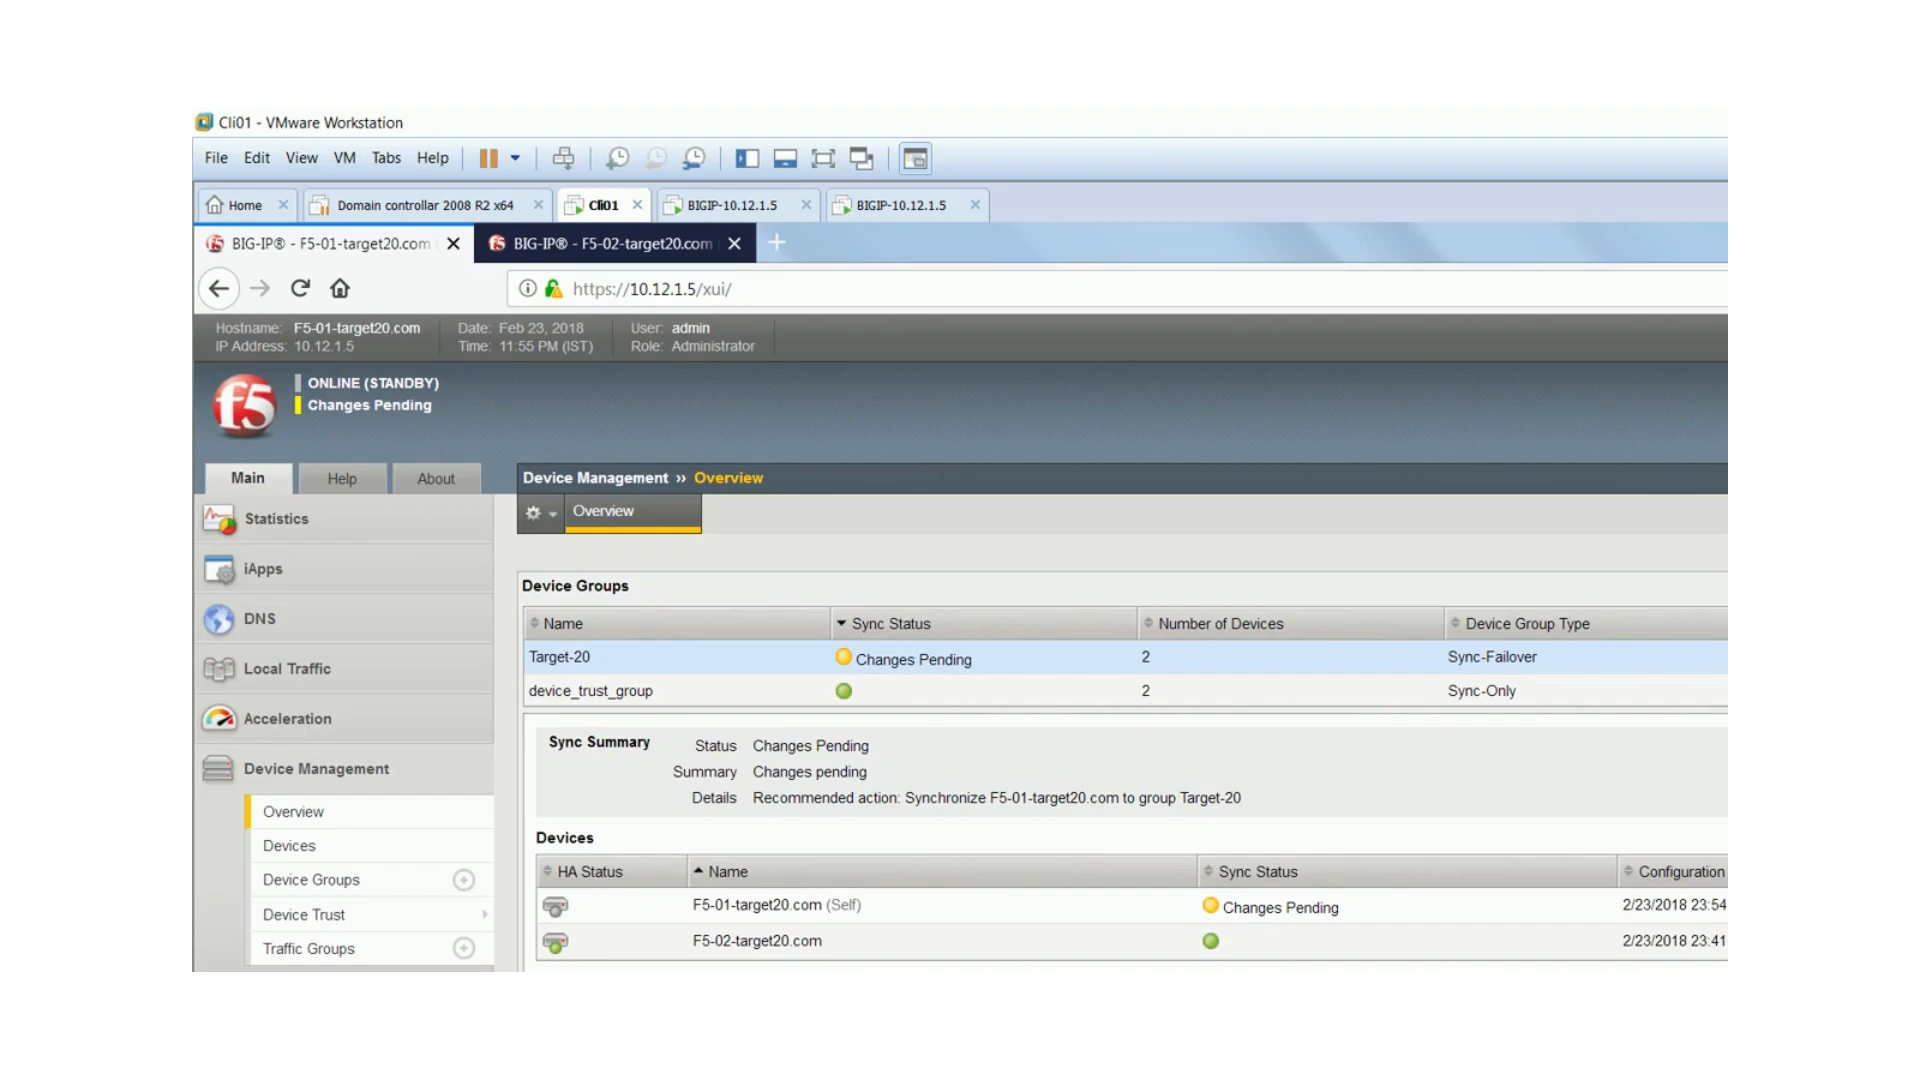 Cli01 - VMware Workstation
File Edit View VM Tabs Help
Home Domain controllar 2008 R2 x64 Cli01 BIGIP-10.12.1.5 BIGIP-10.12.1.5
BIG-IP® - F5-01-target20.com BIG-IP® - F5-02-target20.com
https://10.12.1.5/xui/
Hostname: F5-01-target20.com Date: Feb 23, 2018 User: admin
IP Address: 10.12.1.5 Time: 11:55 PM (IST) Role: Administrator
f5
ONLINE (STANDBY)
Changes Pending
Main Help About
Device Management ›› Overview
Overview
Statistics
iApps
DNS
Local Traffic
Acceleration
Device Management
Overview
Devices
Device Groups
Device Trust
Traffic Groups
Device Groups
Name Sync Status Number of Devices Device Group Type
Target-20 Changes Pending 2 Sync-Failover
device_trust_group 2 Sync-Only
Sync Summary Status Changes Pending
Summary Changes pending
Details Recommended action: Synchronize F5-01-target20.com to group Target-20
Devices
HA Status Name Sync Status Configuration
F5-01-target20.com (Self) Changes Pending 2/23/2018 23:54
F5-02-target20.com 2/23/2018 23:41